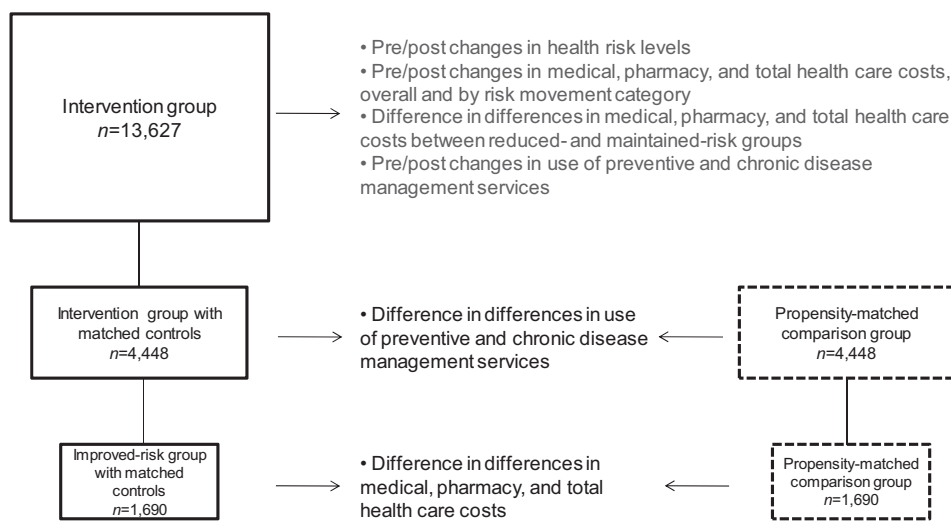 Intervention group
n=13,627
• Pre/post changes in health risk levels
• Pre/post changes in medical, pharmacy, and total health care costs,
overall and by risk movement category
• Difference in differences in medical, pharmacy, and total health care
costs between reduced- and maintained-risk groups
• Pre/post changes in use of preventive and chronic disease
management services
Intervention group with
matched controls
n=4,448
• Difference in differences in use
of preventive and chronic disease
management services
Propensity-matched
comparison group
n=4,448
Improved-risk group
with matched
controls
n=1,690
• Difference in differences in
medical, pharmacy, and total
health care costs
Propensity-matched
comparison group
n=1,690